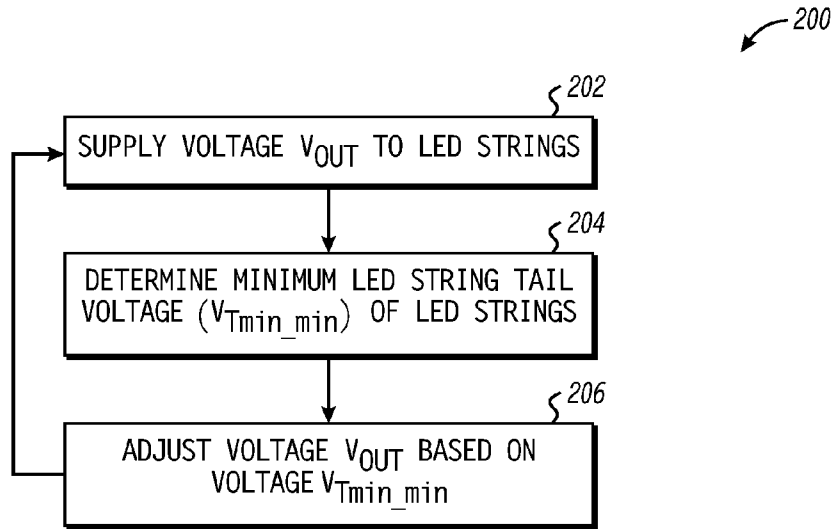 200
202
SUPPLY VOLTAGE VOUT TO LED STRINGS
204
DETERMINE MINIMUM LED STRING TAIL
VOLTAGE (VTmin_min) OF LED STRINGS
206
ADJUST VOLTAGE VOUT BASED ON
VOLTAGE VTmin_min